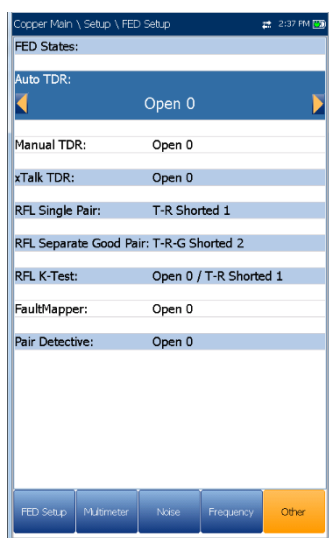 Copper Main \ Setup \ FED Setup 2:37 PM
FED States:
Auto TDR:
Open 0
Manual TDR: Open 0
xTalk TDR: Open 0
RFL Single Pair: T-R Shorted 1
RFL Separate Good Pair: T-R-G Shorted 2
RFL K-Test: Open 0 / T-R Shorted 1
FaultMapper: Open 0
Pair Detective: Open 0
FED Setup Multimeter Noise Frequency Other